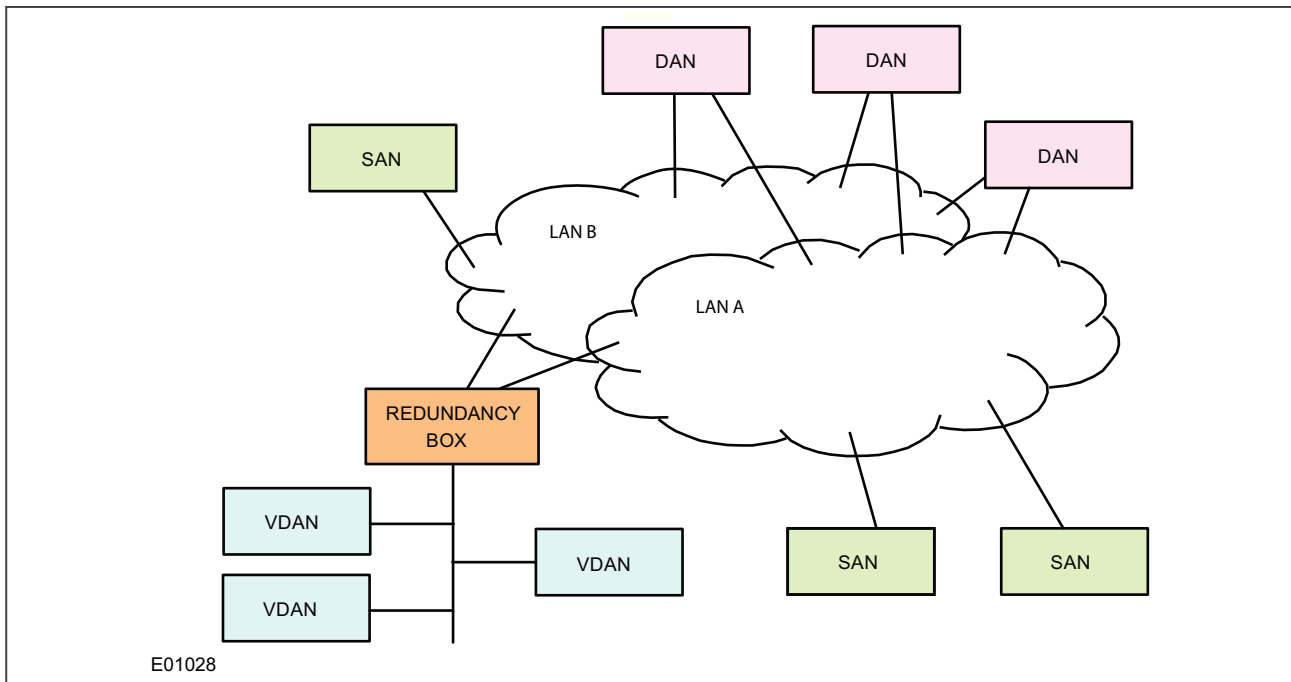 DAN
DAN
DAN
SAN
LAN B
LAN A
REDUNDANCY
BOX
VDAN
VDAN
VDAN
SAN
SAN
E01028